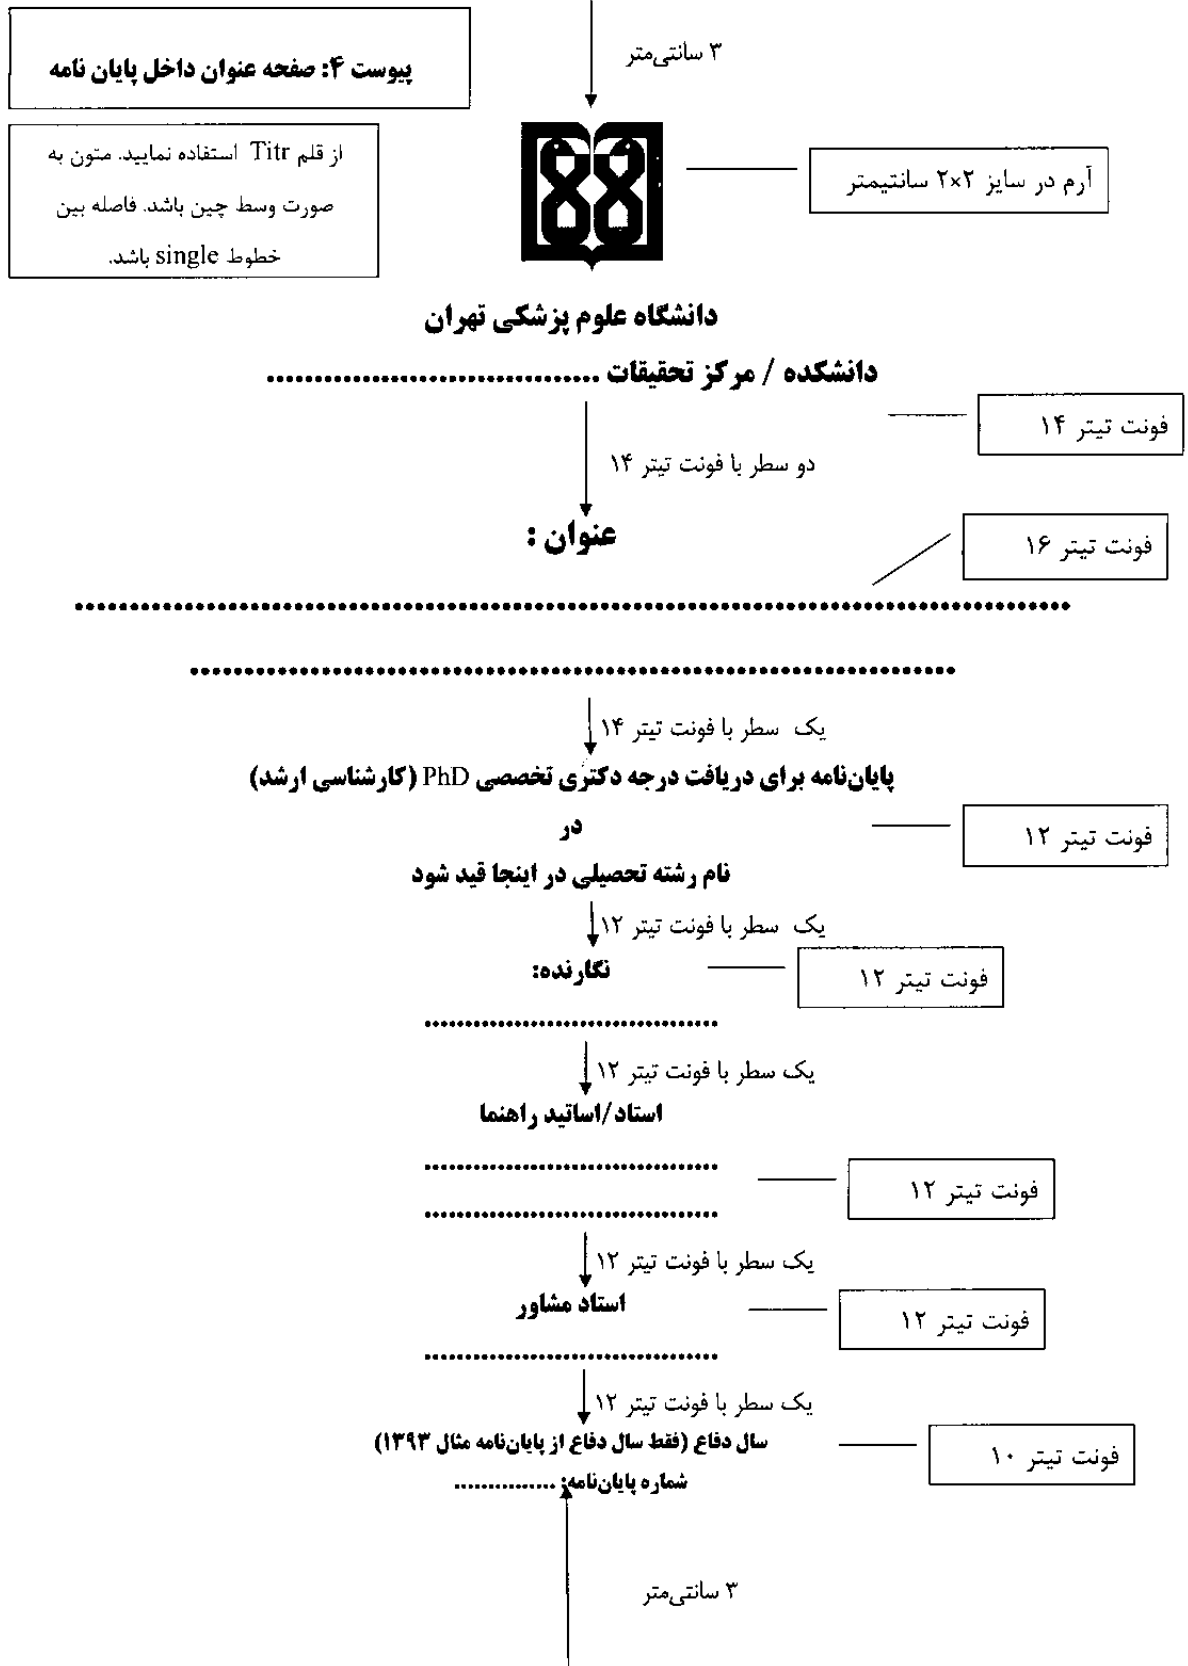 پیوست ۴: صفحه عنوان داخل پایان نامه
۳ سانتی‌متر
از قلم Titr استفاده نمایید. متون به
صورت وسط چین باشد. فاصله بین
خطوط single باشد.
آرم در سایز ۲×۲ سانتیمتر
دانشگاه علوم پزشکی تهران
دانشکده / مرکز تحقیقات ...................................
فونت تیتر ۱۴
دو سطر با فونت تیتر ۱۴
عنوان :
فونت تیتر ۱۶
..........................................................................................
......................................................................
یک سطر با فونت تیتر ۱۴
پایان‌نامه برای دریافت درجه دکتری تخصصی PhD (کارشناسی ارشد)
در
فونت تیتر ۱۲
نام رشته تحصیلی در اینجا قید شود
یک سطر با فونت تیتر ۱۲
نگارنده:
فونت تیتر ۱۲
....................................
یک سطر با فونت تیتر ۱۲
استاد/اساتید راهنما
....................................
فونت تیتر ۱۲
....................................
یک سطر با فونت تیتر ۱۲
استاد مشاور
فونت تیتر ۱۲
....................................
یک سطر با فونت تیتر ۱۲
سال دفاع (فقط سال دفاع از پایان‌نامه مثال ۱۳۹۳)
فونت تیتر ۱۰
شماره پایان‌نامه: ...............
۳ سانتی‌متر